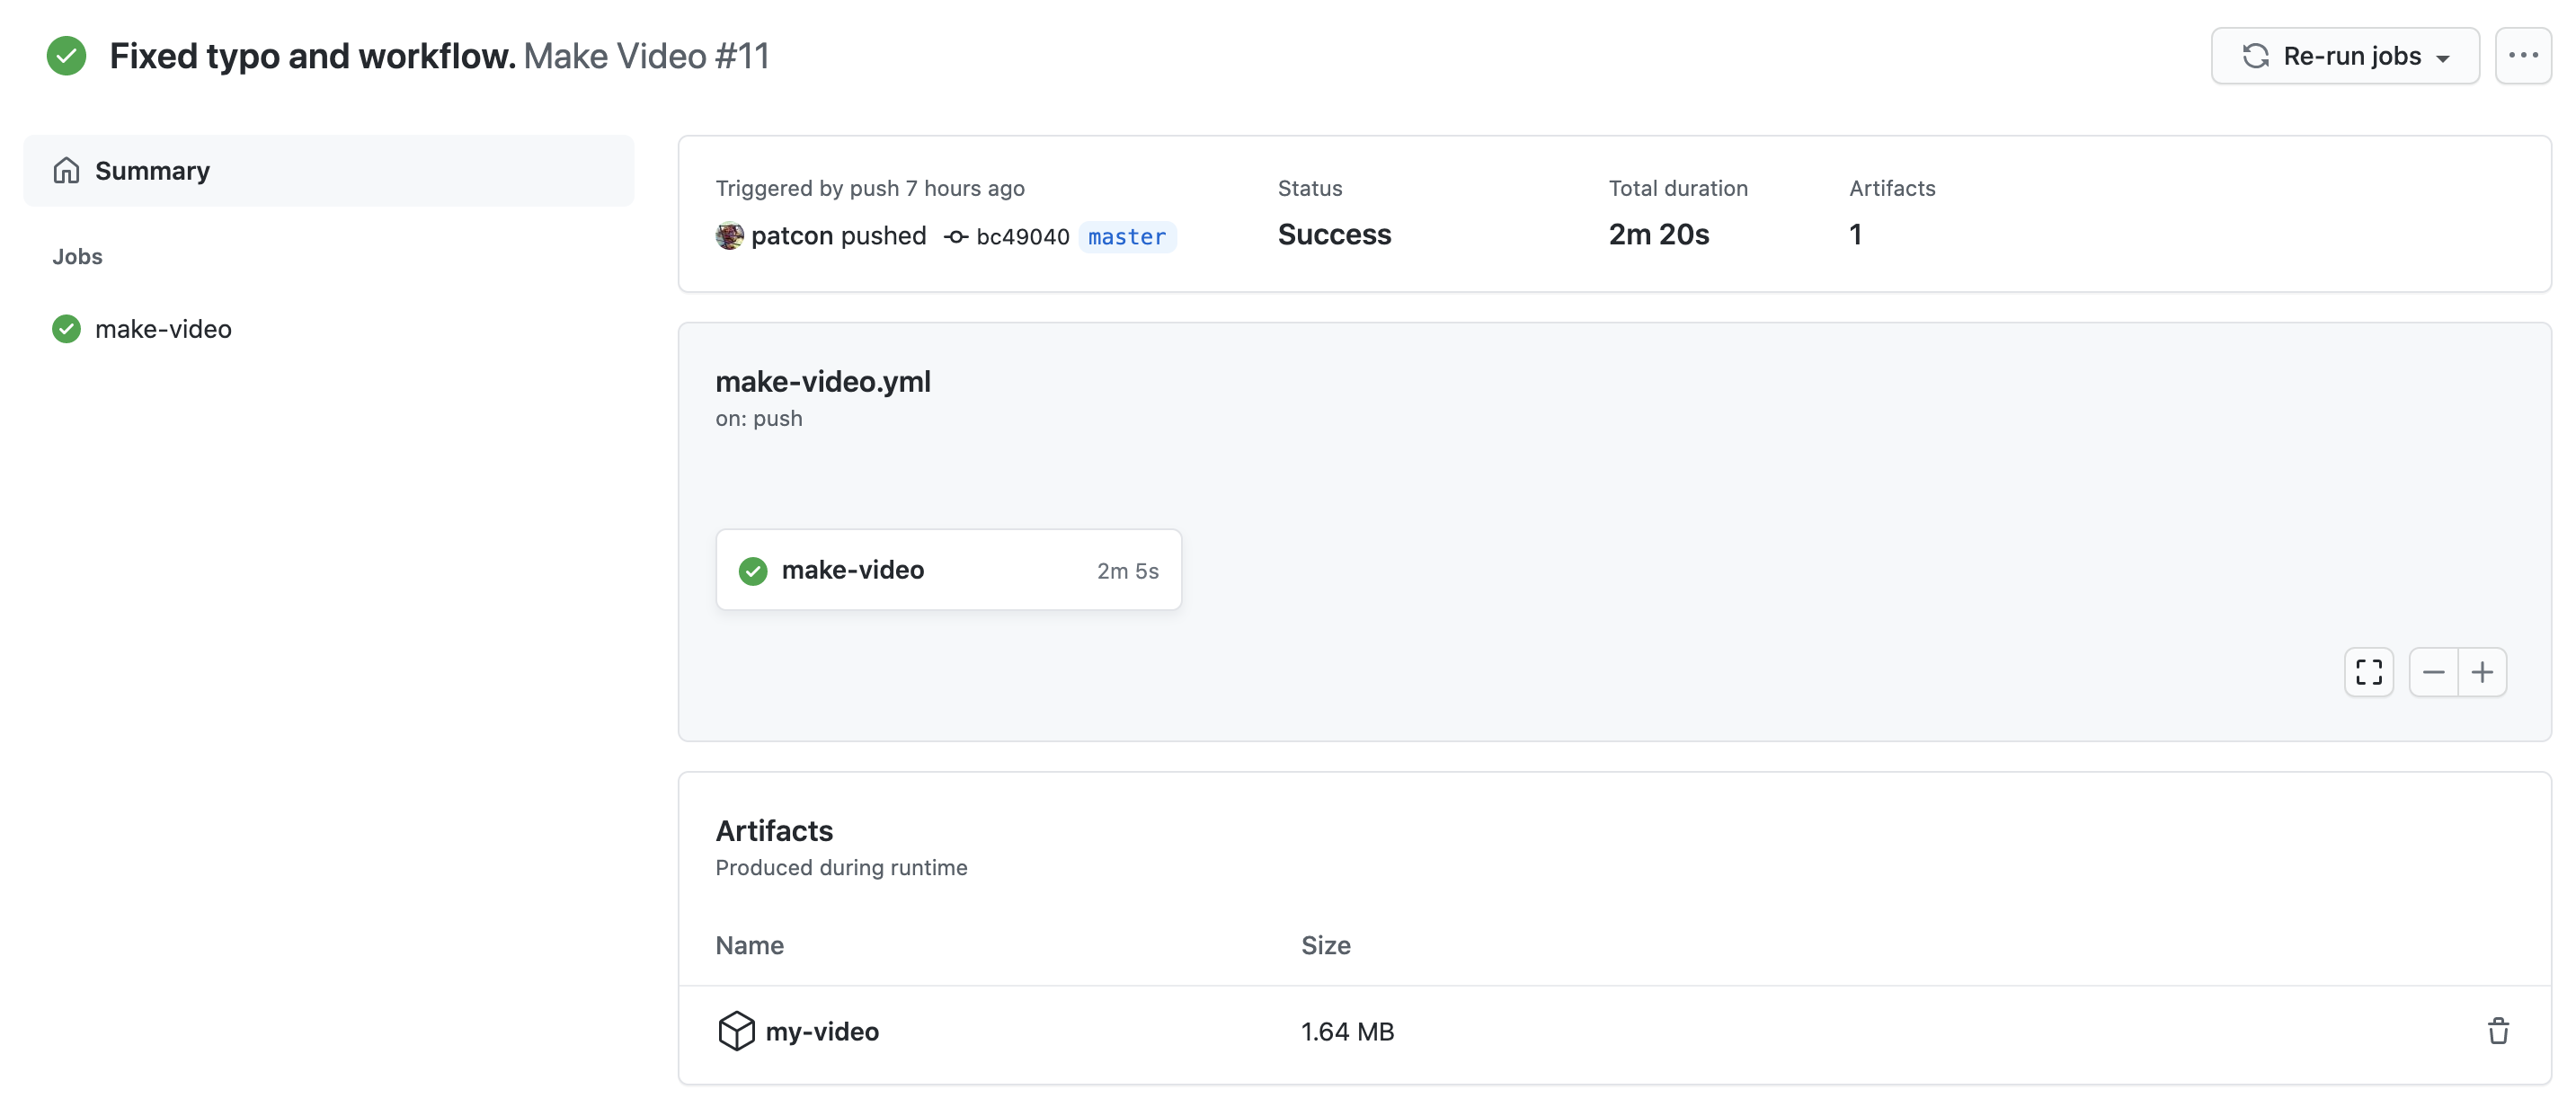 Fixed typo and workflow. Make Video #11
Re-run jobs
Summary
Jobs
make-video
Triggered by push 7 hours ago
patcon pushed bc49040 master
Status
Success
Total duration
2m 20s
Artifacts
1
make-video.yml
on: push
make-video 2m 5s
Artifacts
Produced during runtime
Name Size
my-video 1.64 MB